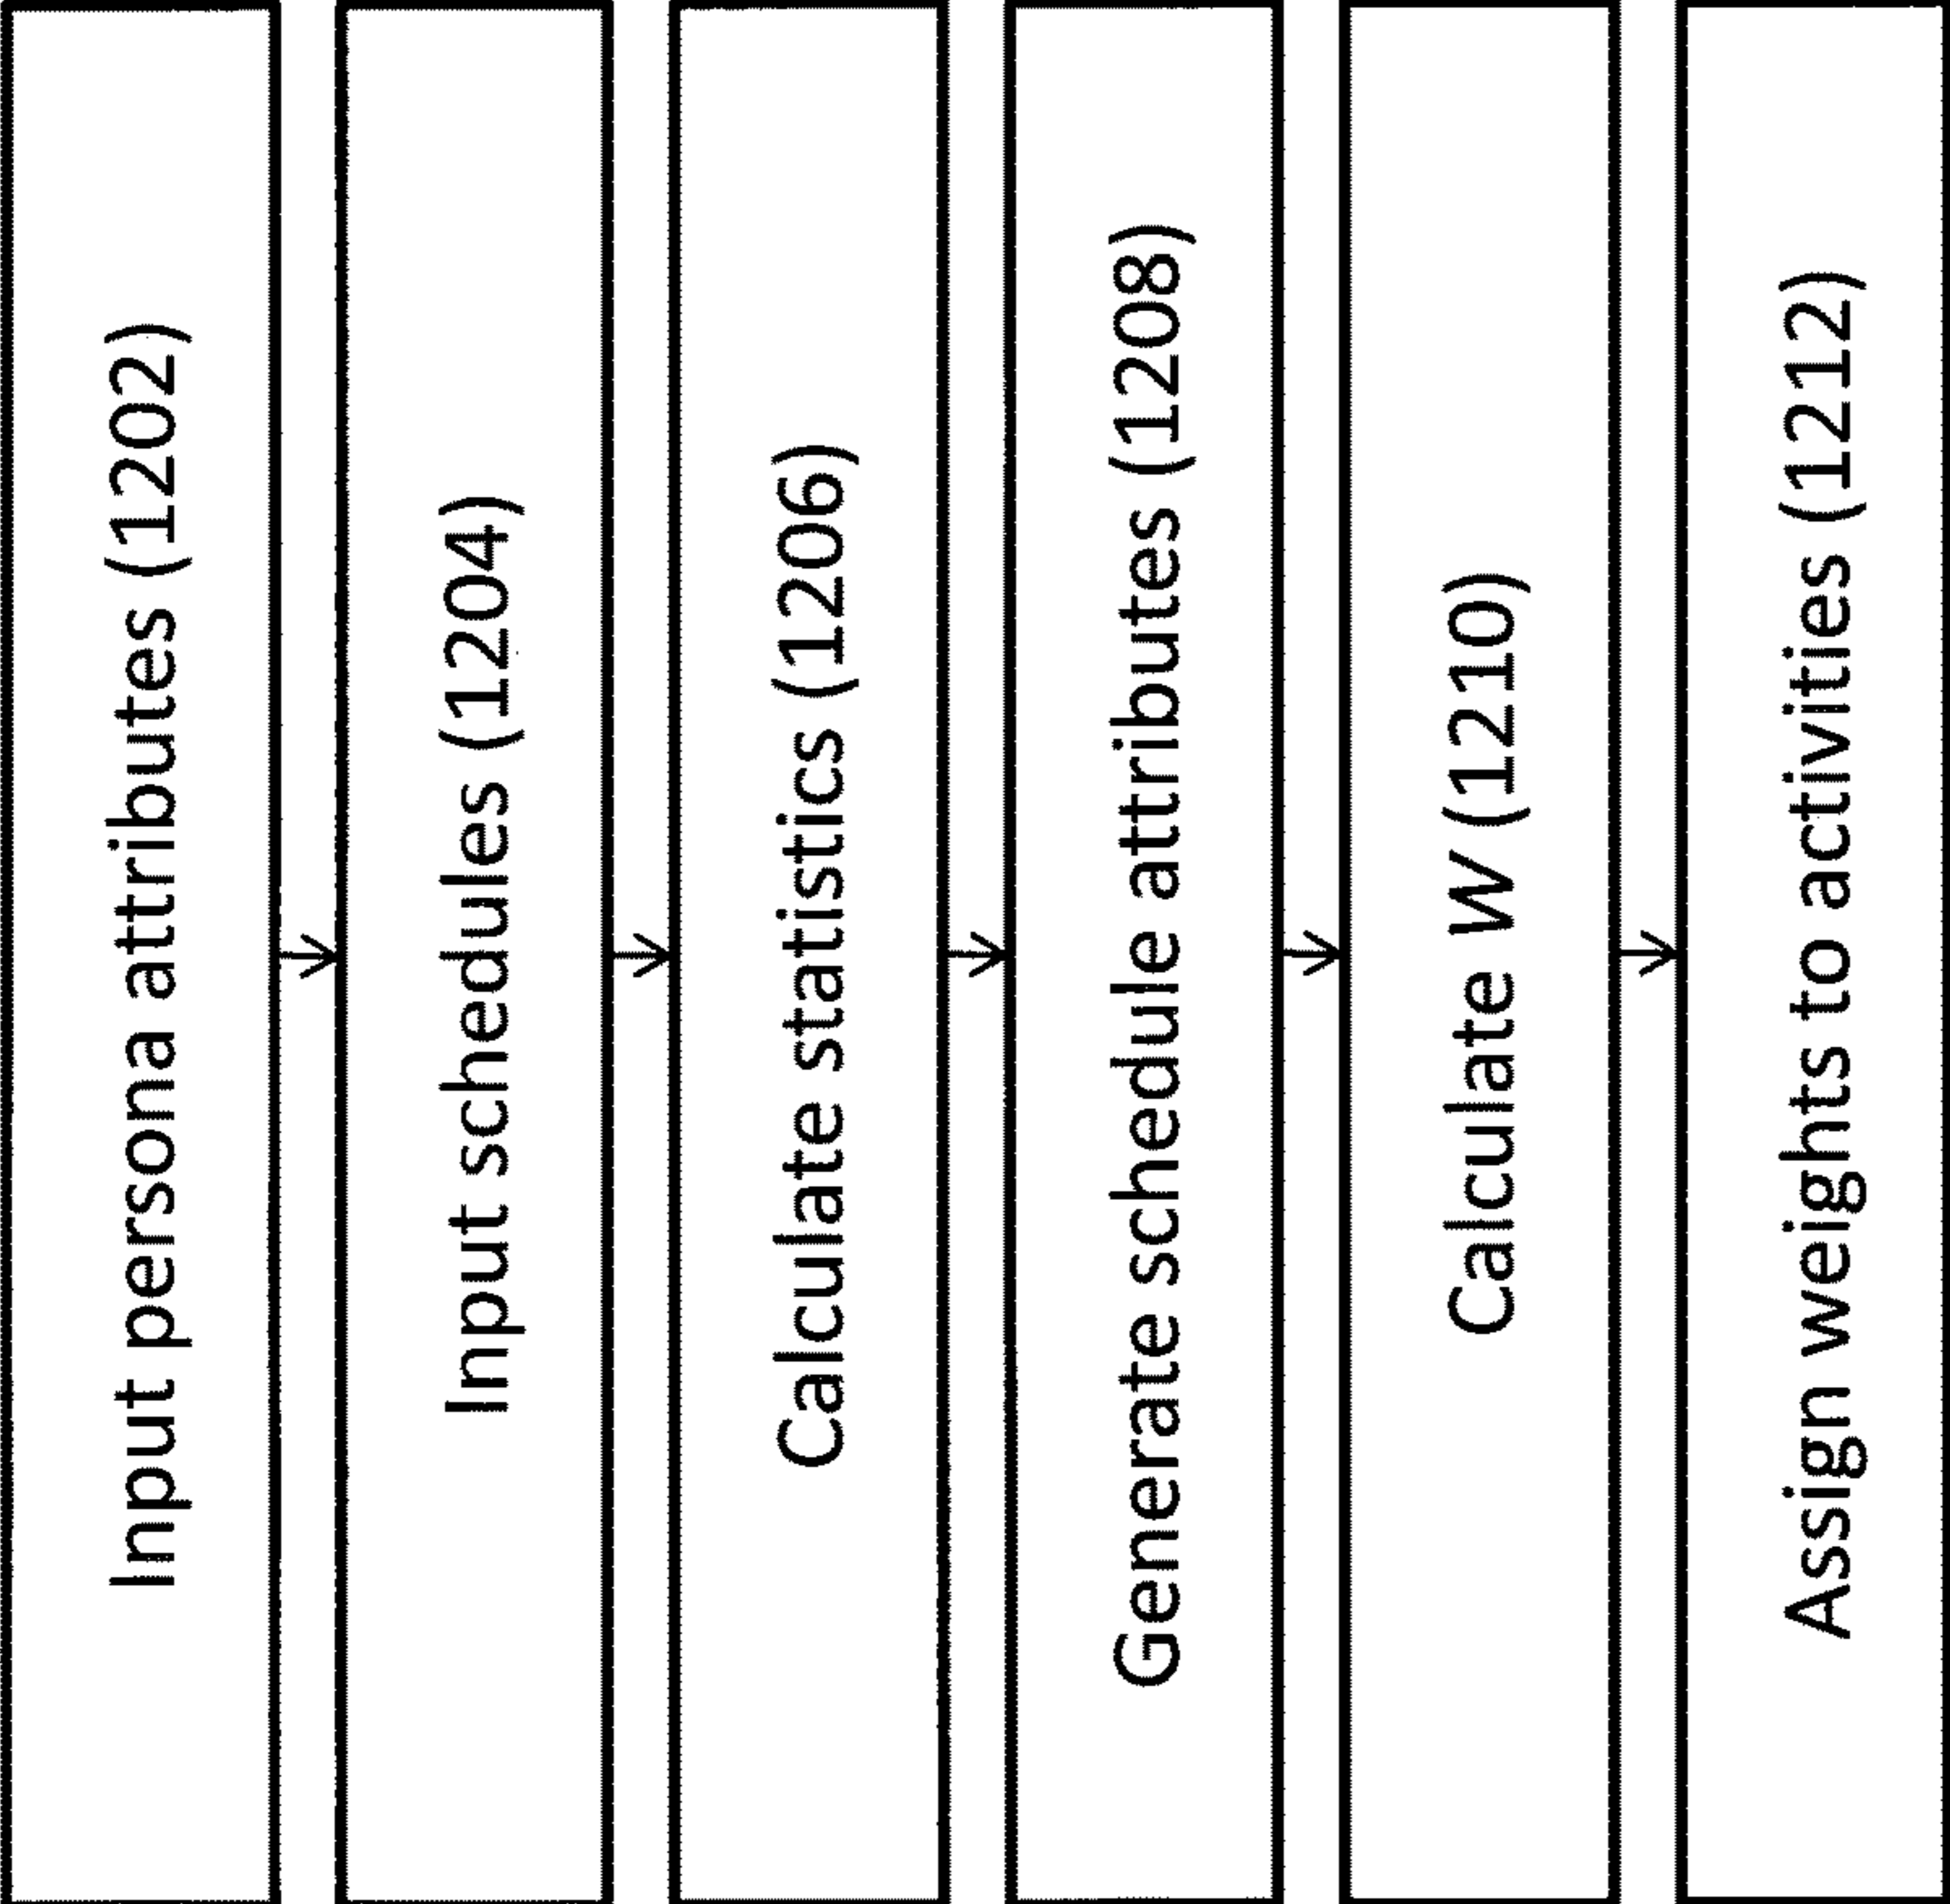 Input persona attributes (1202)
Input schedules (1204)
Calculate statistics (1206)
Generate schedule attributes (1208)
Calculate W (1210)
Assign weights to activities (1212)